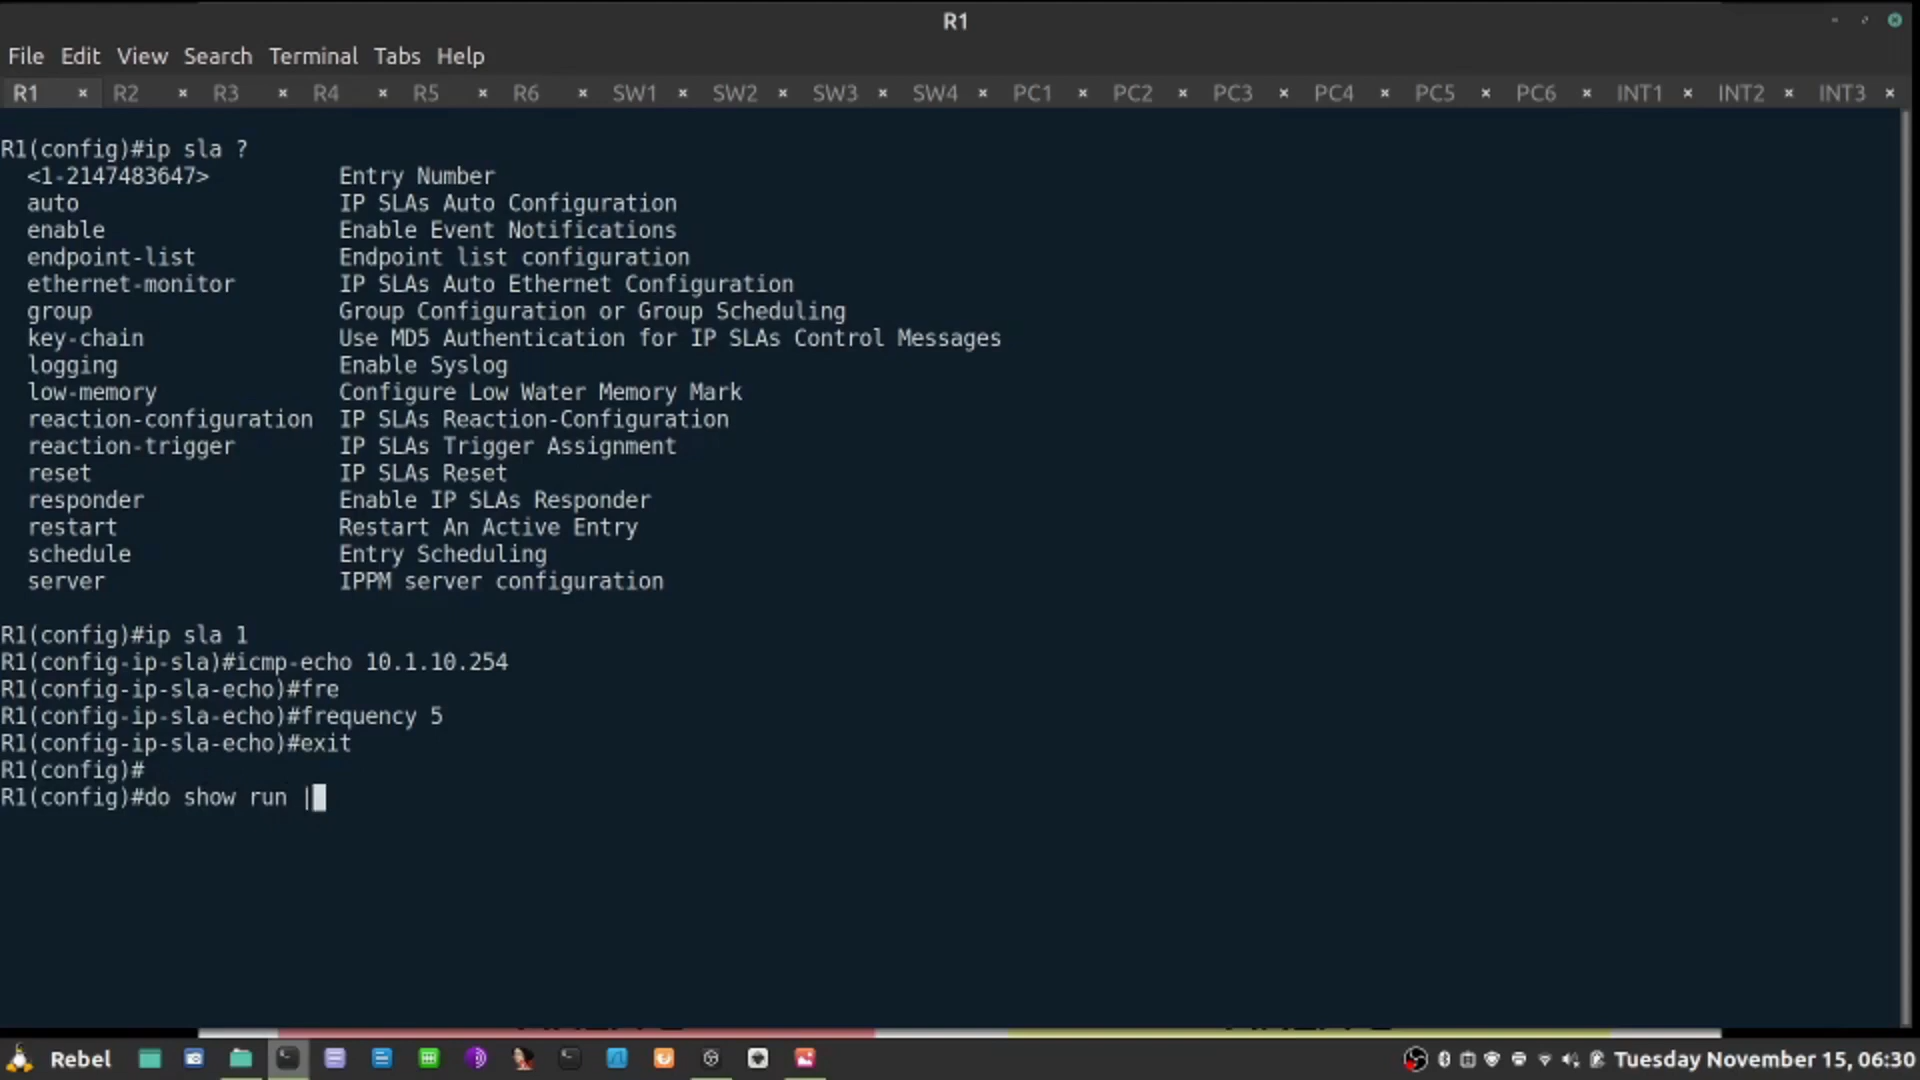 R1
File Edit View Search Terminal Tabs Help
R1 × R2 × R3 × R4 × R5 × R6 × SW1 × SW2 × SW3 × SW4 × PC1 × PC2 × PC3 × PC4 × PC5 × PC6 × INT1 × INT2 × INT3 ×
R1(config)#ip sla ?
<1-2147483647> Entry Number
auto IP SLAs Auto Configuration
enable Enable Event Notifications
endpoint-list Endpoint list configuration
ethernet-monitor IP SLAs Auto Ethernet Configuration
group Group Configuration or Group Scheduling
key-chain Use MD5 Authentication for IP SLAs Control Messages
logging Enable Syslog
low-memory Configure Low Water Memory Mark
reaction-configuration IP SLAs Reaction-Configuration
reaction-trigger IP SLAs Trigger Assignment
reset IP SLAs Reset
responder Enable IP SLAs Responder
restart Restart An Active Entry
schedule Entry Scheduling
server IPPM server configuration
R1(config)#ip sla 1
R1(config-ip-sla)#icmp-echo 10.1.10.254
R1(config-ip-sla-echo)#fre
R1(config-ip-sla-echo)#frequency 5
R1(config-ip-sla-echo)#exit
R1(config)#
R1(config)#do show run |
Rebel
Tuesday November 15, 06:30